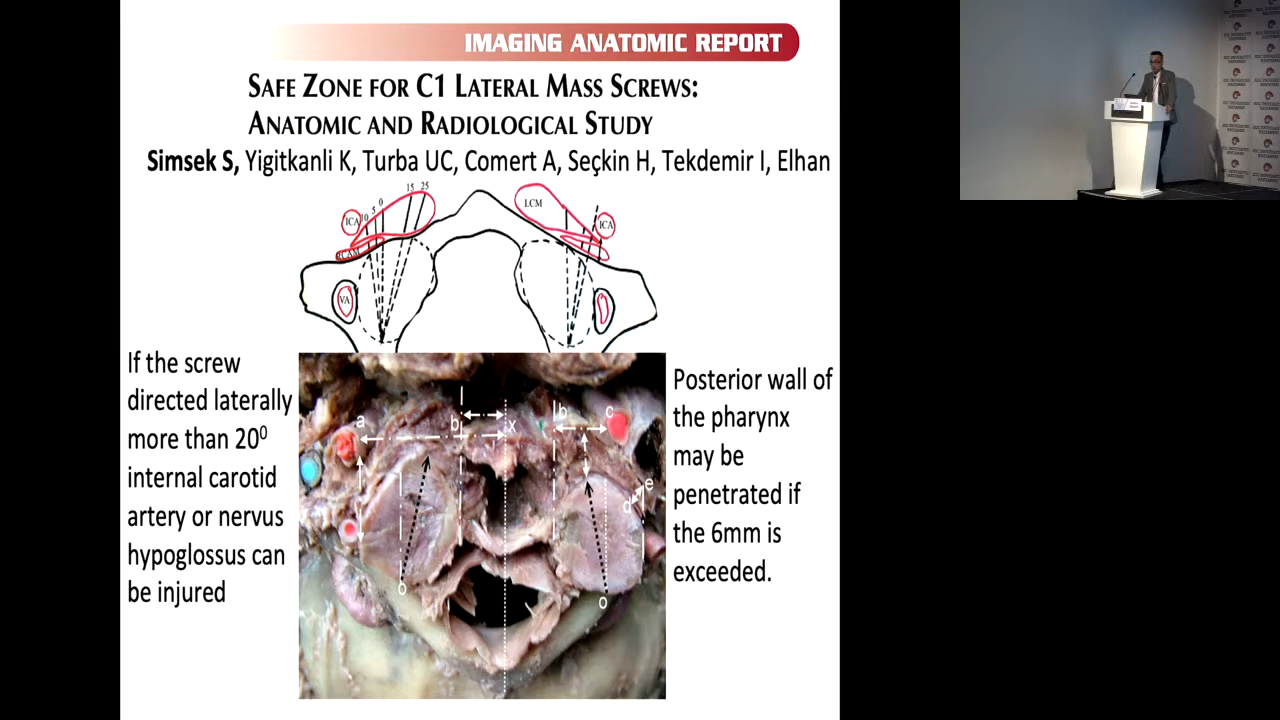 IMAGING ANATOMIC REPORT
SAFE ZONE FOR C1 LATERAL MASS SCREWS:
ANATOMIC AND RADIOLOGICAL STUDY
Simsek S, Yigitkanli K, Turba UC, Comert A, Seçkin H, Tekdemir I, Elhan
15 25
0
5
10
ICA
LCM
ICA
VA
If the screw
directed laterally
more than 20⁰
internal carotid
artery or nervus
hypoglossus can
be injured
a
b
x
b
c
e
d
o
o
Posterior wall of
the pharynx
may be
penetrated if
the 6mm is
exceeded.